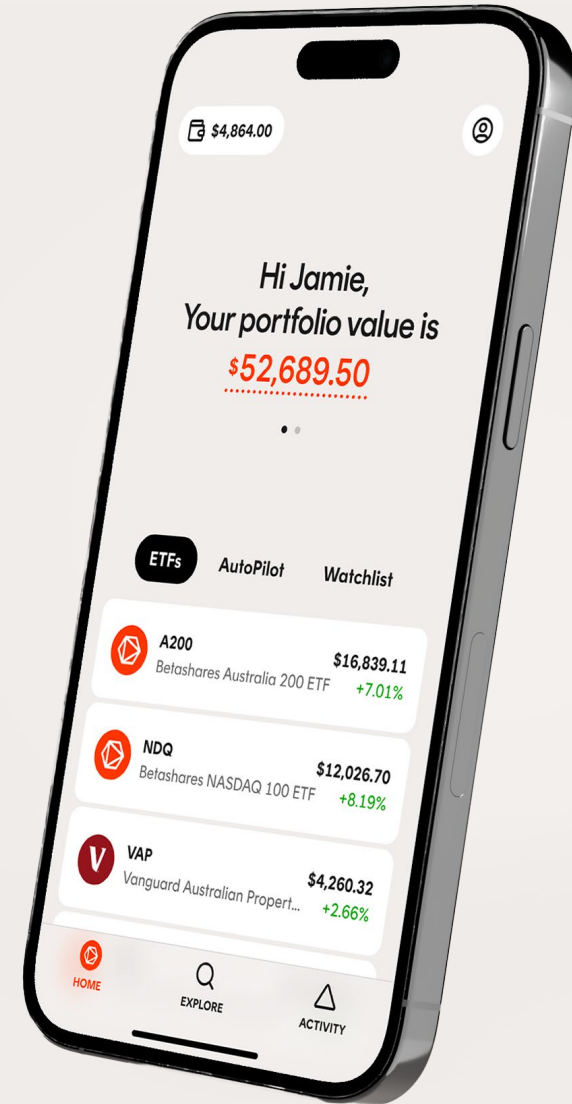 $4,864.00
Hi Jamie,
Your portfolio value is
$52,689.50
ETFs AutoPilot Watchlist
A200
$16,839.11
Betashares Australia 200 ETF
+7.01%
NDQ
$12,026.70
Betashares NASDAQ 100 ETF
+8.19%
V
VAP
$4,260.32
Vanguard Australian Propert...
+2.66%
HOME
EXPLORE
ACTIVITY